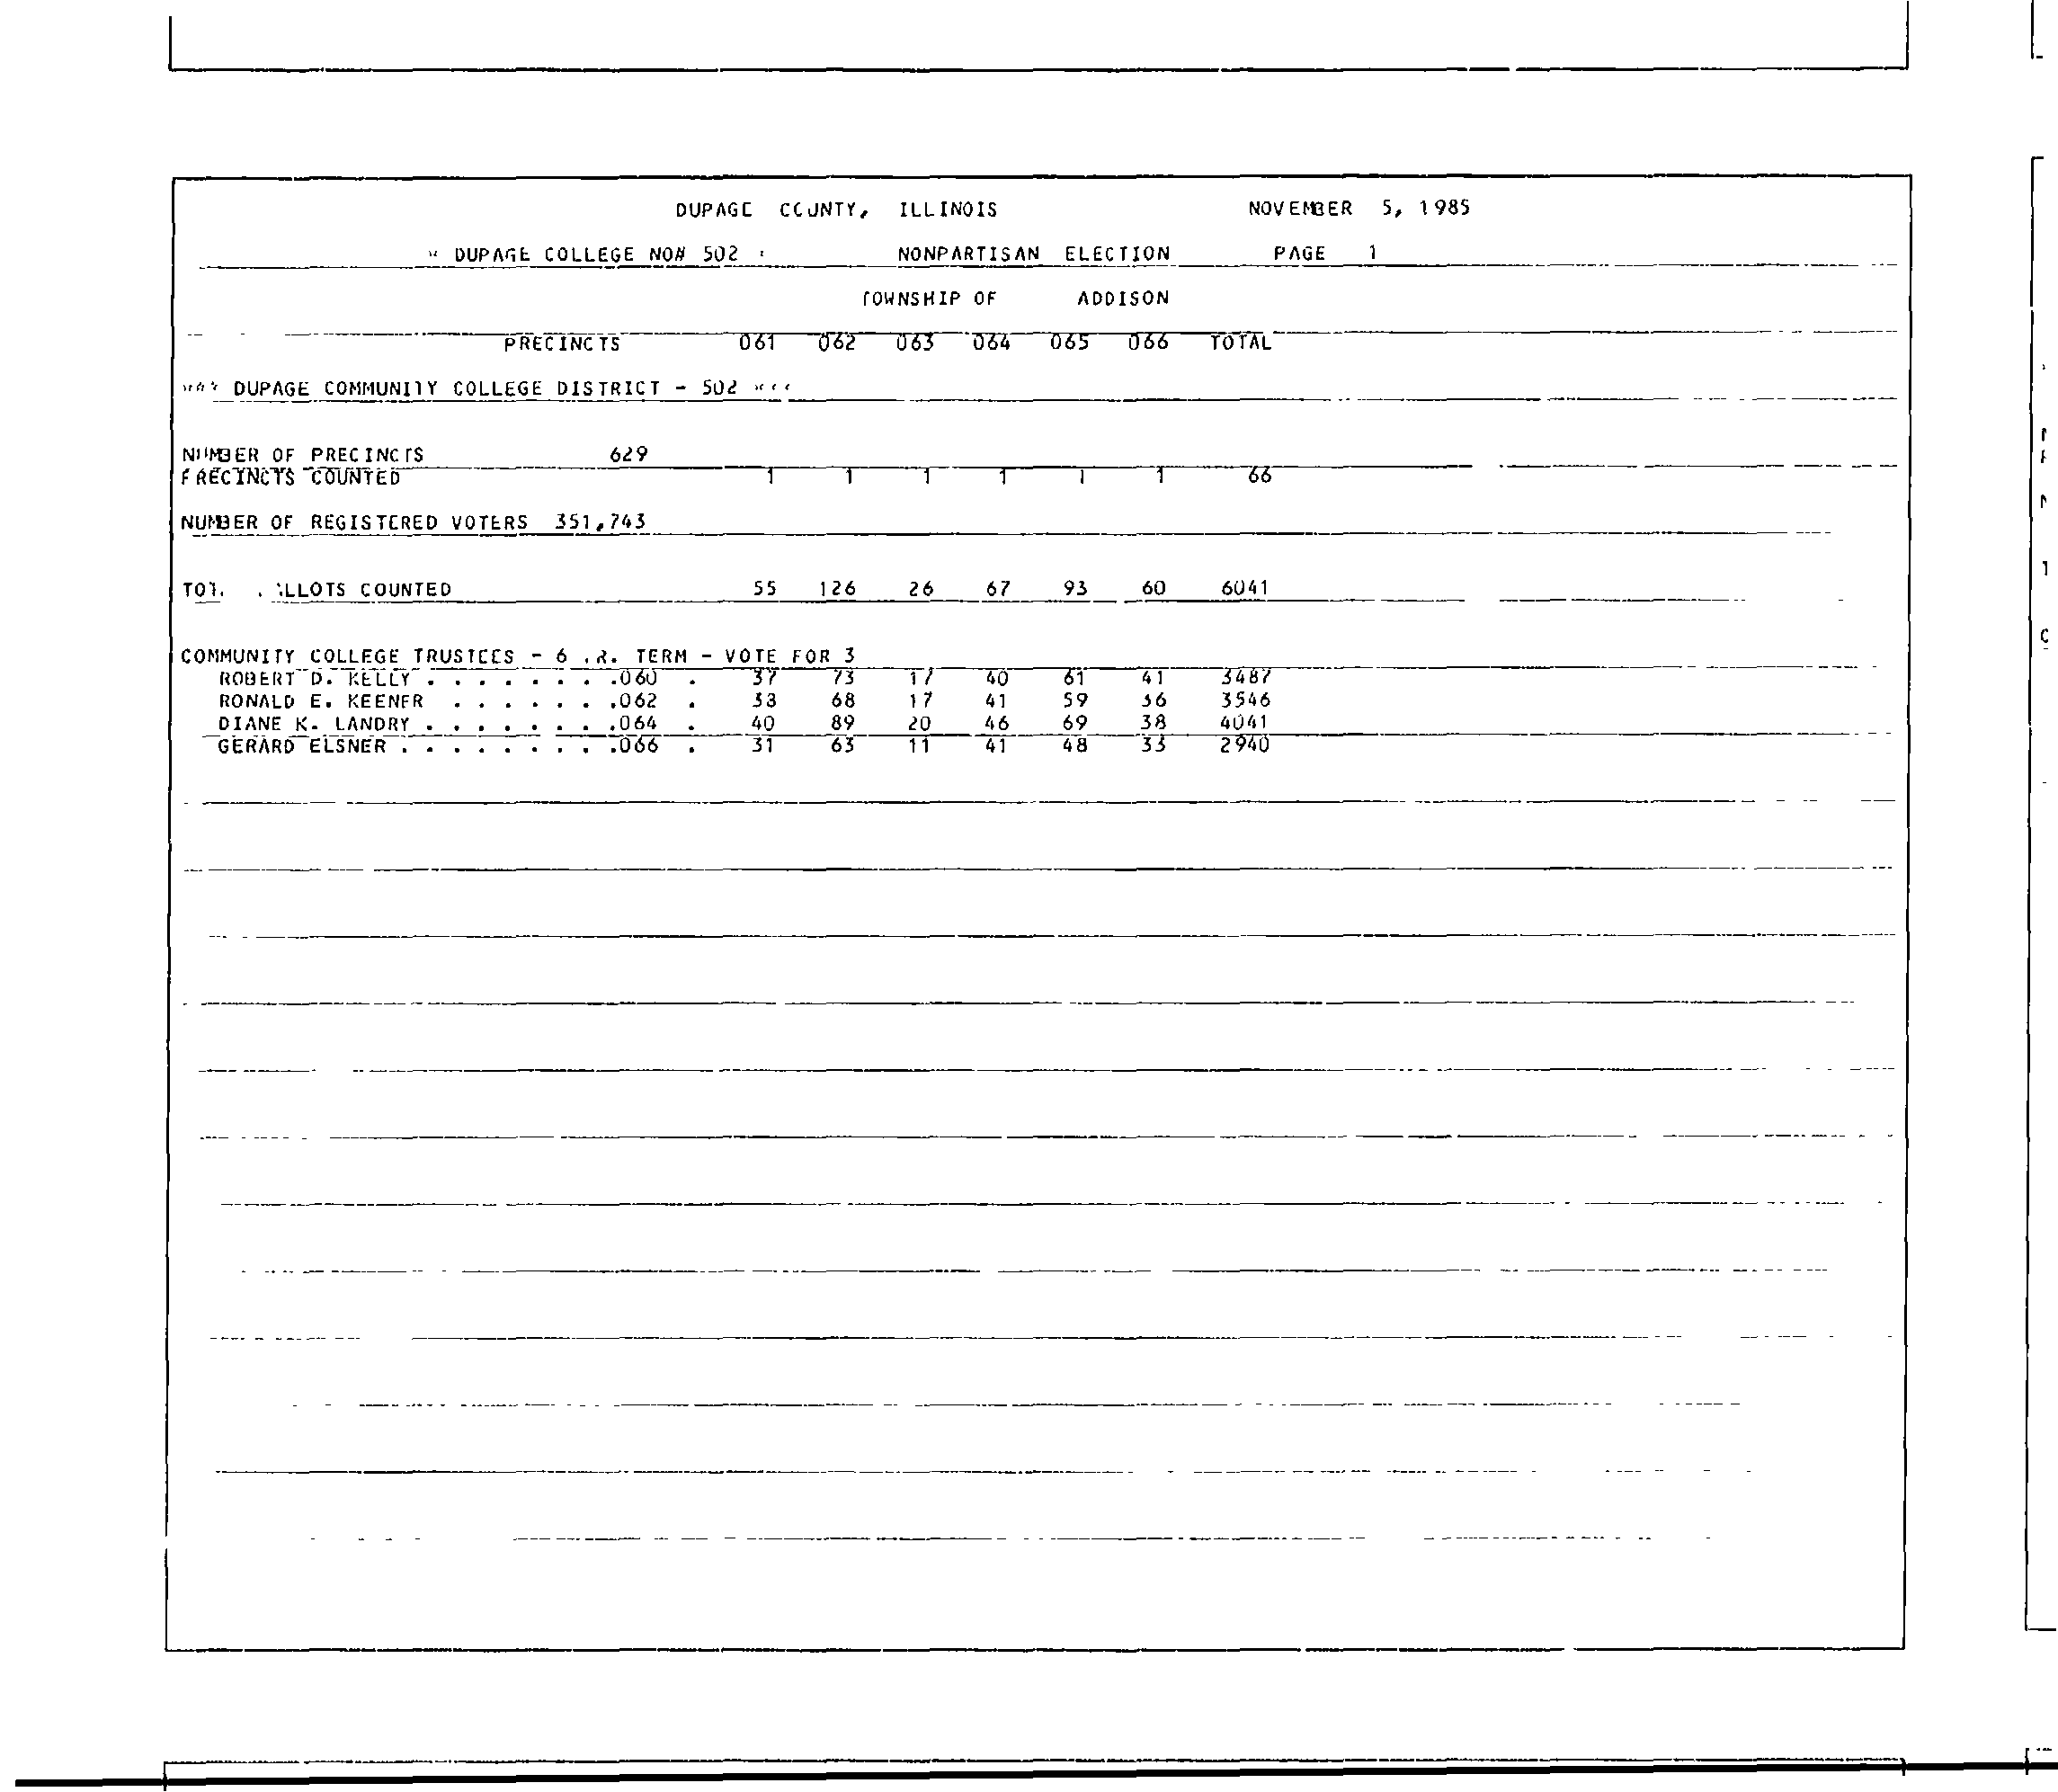 DUPAGE COUNTY, ILLINOIS NOVEMBER 5, 1985
* DUPAGE COLLEGE NO# 502 * NONPARTISAN ELECTION PAGE 1
TOWNSHIP OF ADDISON
PRECINCTS 061 062 063 064 065 066 TOTAL
*** DUPAGE COMMUNITY COLLEGE DISTRICT - 502 ***
NUMBER OF PRECINCTS 629
PRECINCTS COUNTED 1 1 1 1 1 1 66
NUMBER OF REGISTERED VOTERS 351,743
COUNTED 55 126 26 67 93 60 6041
COMMUNITY COLLEGE TRUSTEES - 6 TERM - VOTE FOR 3
ROBERT D. KELLY . . . . . . . .060 . 37 73 17 40 61 41 3487
RONALD E. KEENER . . . . . . .062 . 33 68 17 41 59 36 3546
DIANE K. LANDRY . . . . . . . .064 . 40 89 20 46 69 38 4041
GERARD ELSNER . . . . . . . . .066 . 31 63 11 41 48 33 2940